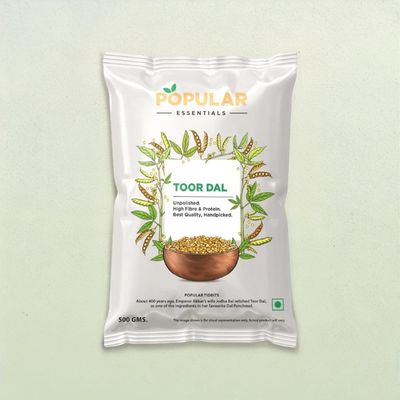 POPULAR
ESSENTIALS
TOOR DAL
Unpolished.
High Fibre & Protein.
Best Quality, Handpicked.
POPULAR TIDBITS
About 400 years ago, Emperor Akbar's wife Jodha Bai relished Toor Dal,
as one of the ingredients in her favourite Dal Panchmel.
500 GMS.
The image shown is for visual representation only. Actual product will vary.